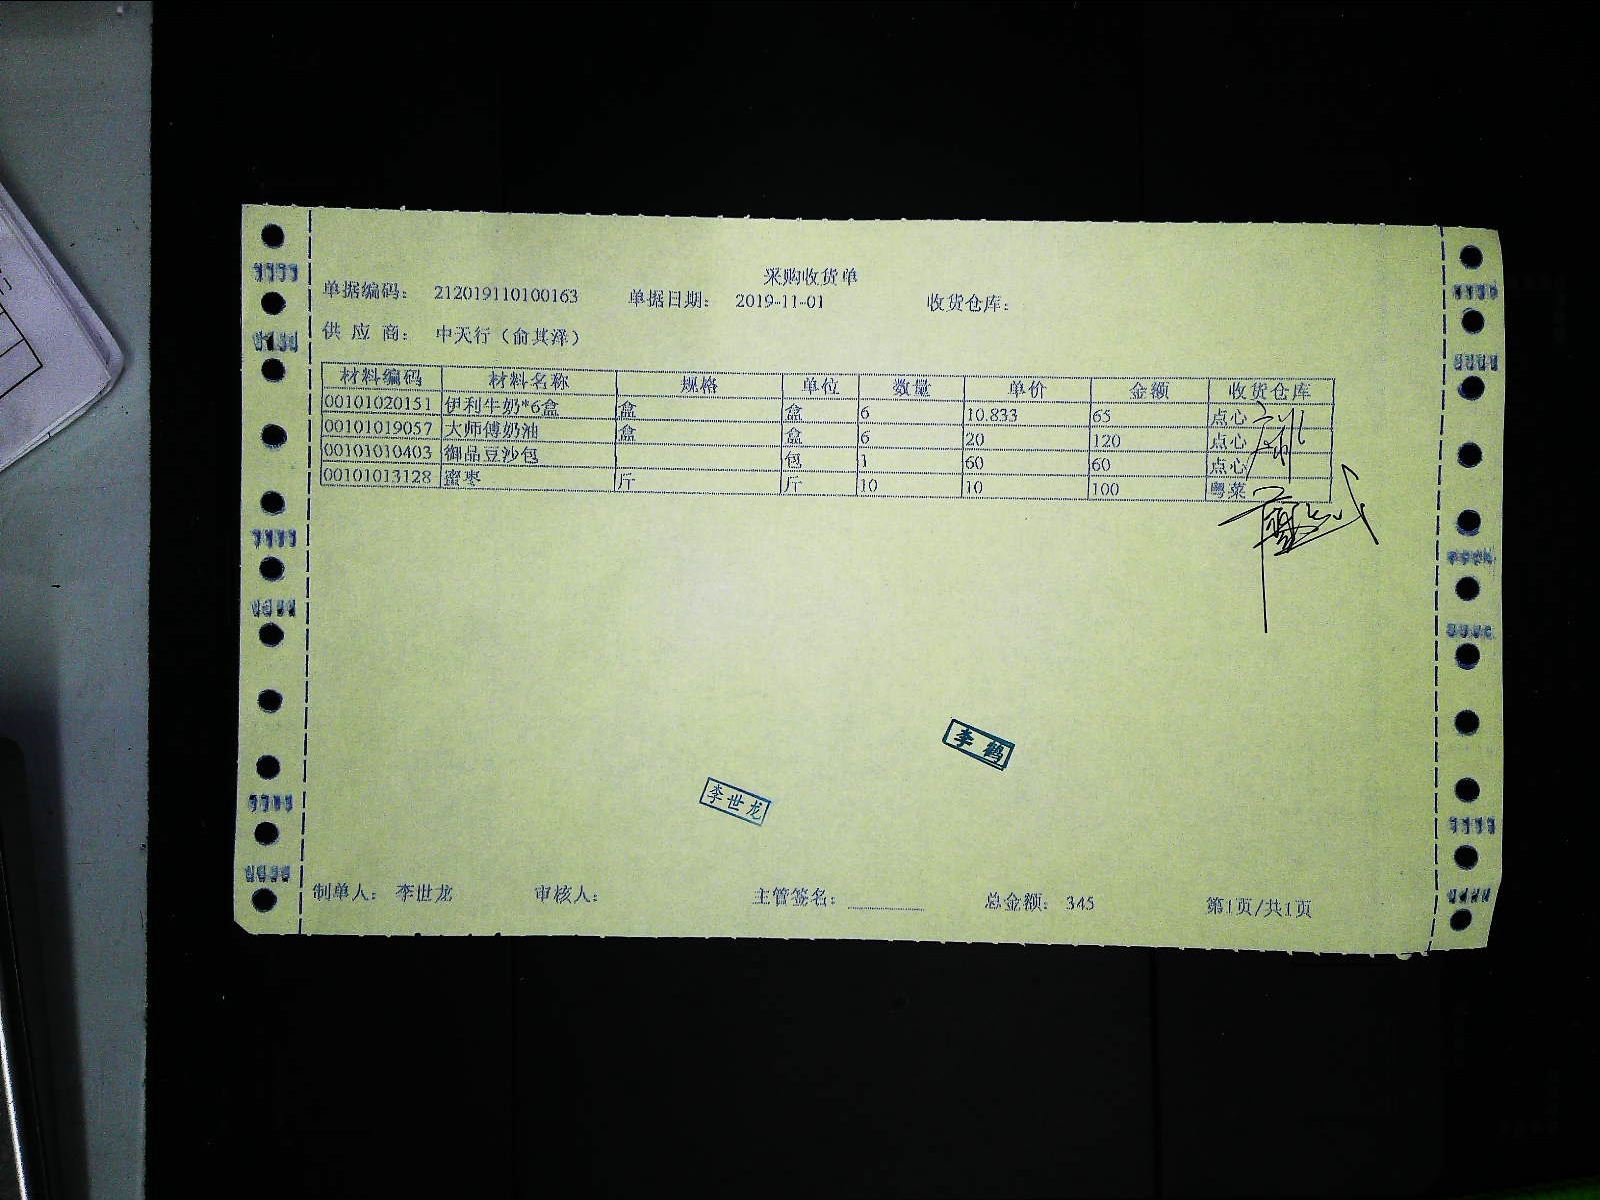 采购收货单
单据编码： 212019110100163 单据日期： 2019-11-01 收货仓库：
供 应 商： 中天行（俞其泽）
材料编码 材料名称 规格 单位 数量 单价 金额 收货仓库
00101020151 伊利牛奶*6盒 盒 盒 6 10.833 65 点心
00101019057 大师傅奶油 盒 盒 6 20 120 点心
00101010403 御品豆沙包 包 1 60 60 点心
00101013128 蜜枣 斤 斤 10 10 100 粤菜
李鹤
李世龙
制单人： 李世龙 审核人： 主管签名： 总金额： 345 第1页/共1页